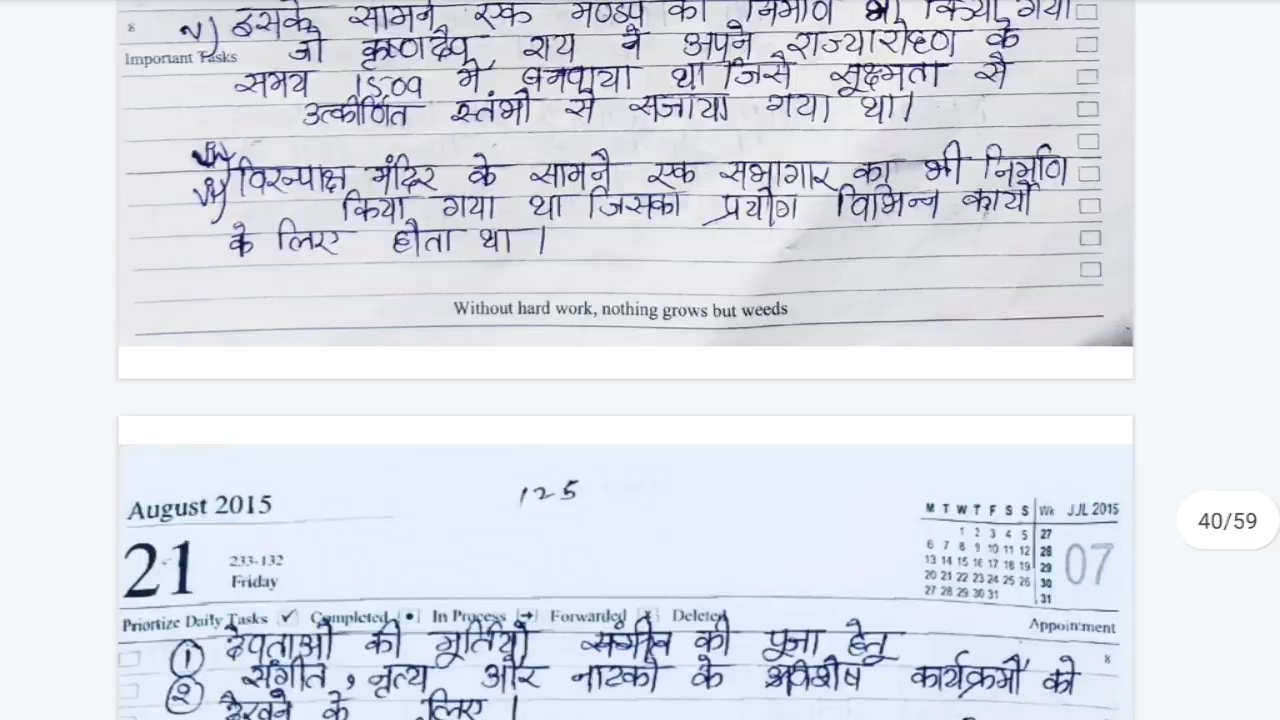 v) इसके सामने एक मण्डप का निर्माण भी किया गया
8
Important Tasks
जो कृष्णदेव राय ने अपने राज्यारोहण के
समय 1509 में बनवाया था जिसे सूक्ष्मता से
उत्कीर्णित स्तंभो से सजाया गया था।
vi) विरूपाक्ष मंदिर के सामने एक सभागार का भी निर्माण
किया गया था जिसका प्रयोग विभिन्न कार्यो
के लिए होता था ।
Without hard work, nothing grows but weeds
August 2015
125
M T W T F S S Wk JUL 2015
1 2 3 4 5 27
6 7 8 9 10 11 12 28
13 14 15 16 17 18 19 29
20 21 22 23 24 25 26 30
27 28 29 30 31 31
07
40/59
21
233-132
Friday
Priortize Daily Tasks ✓ Completed • In Process → Forwarded x Deleted
Appointment
① देवताओ की मूर्तियो की पूजा हेतू
8
② संगीत, नृत्य और नाटको के विशेष कार्यक्रमों को
देखने के लिए ।